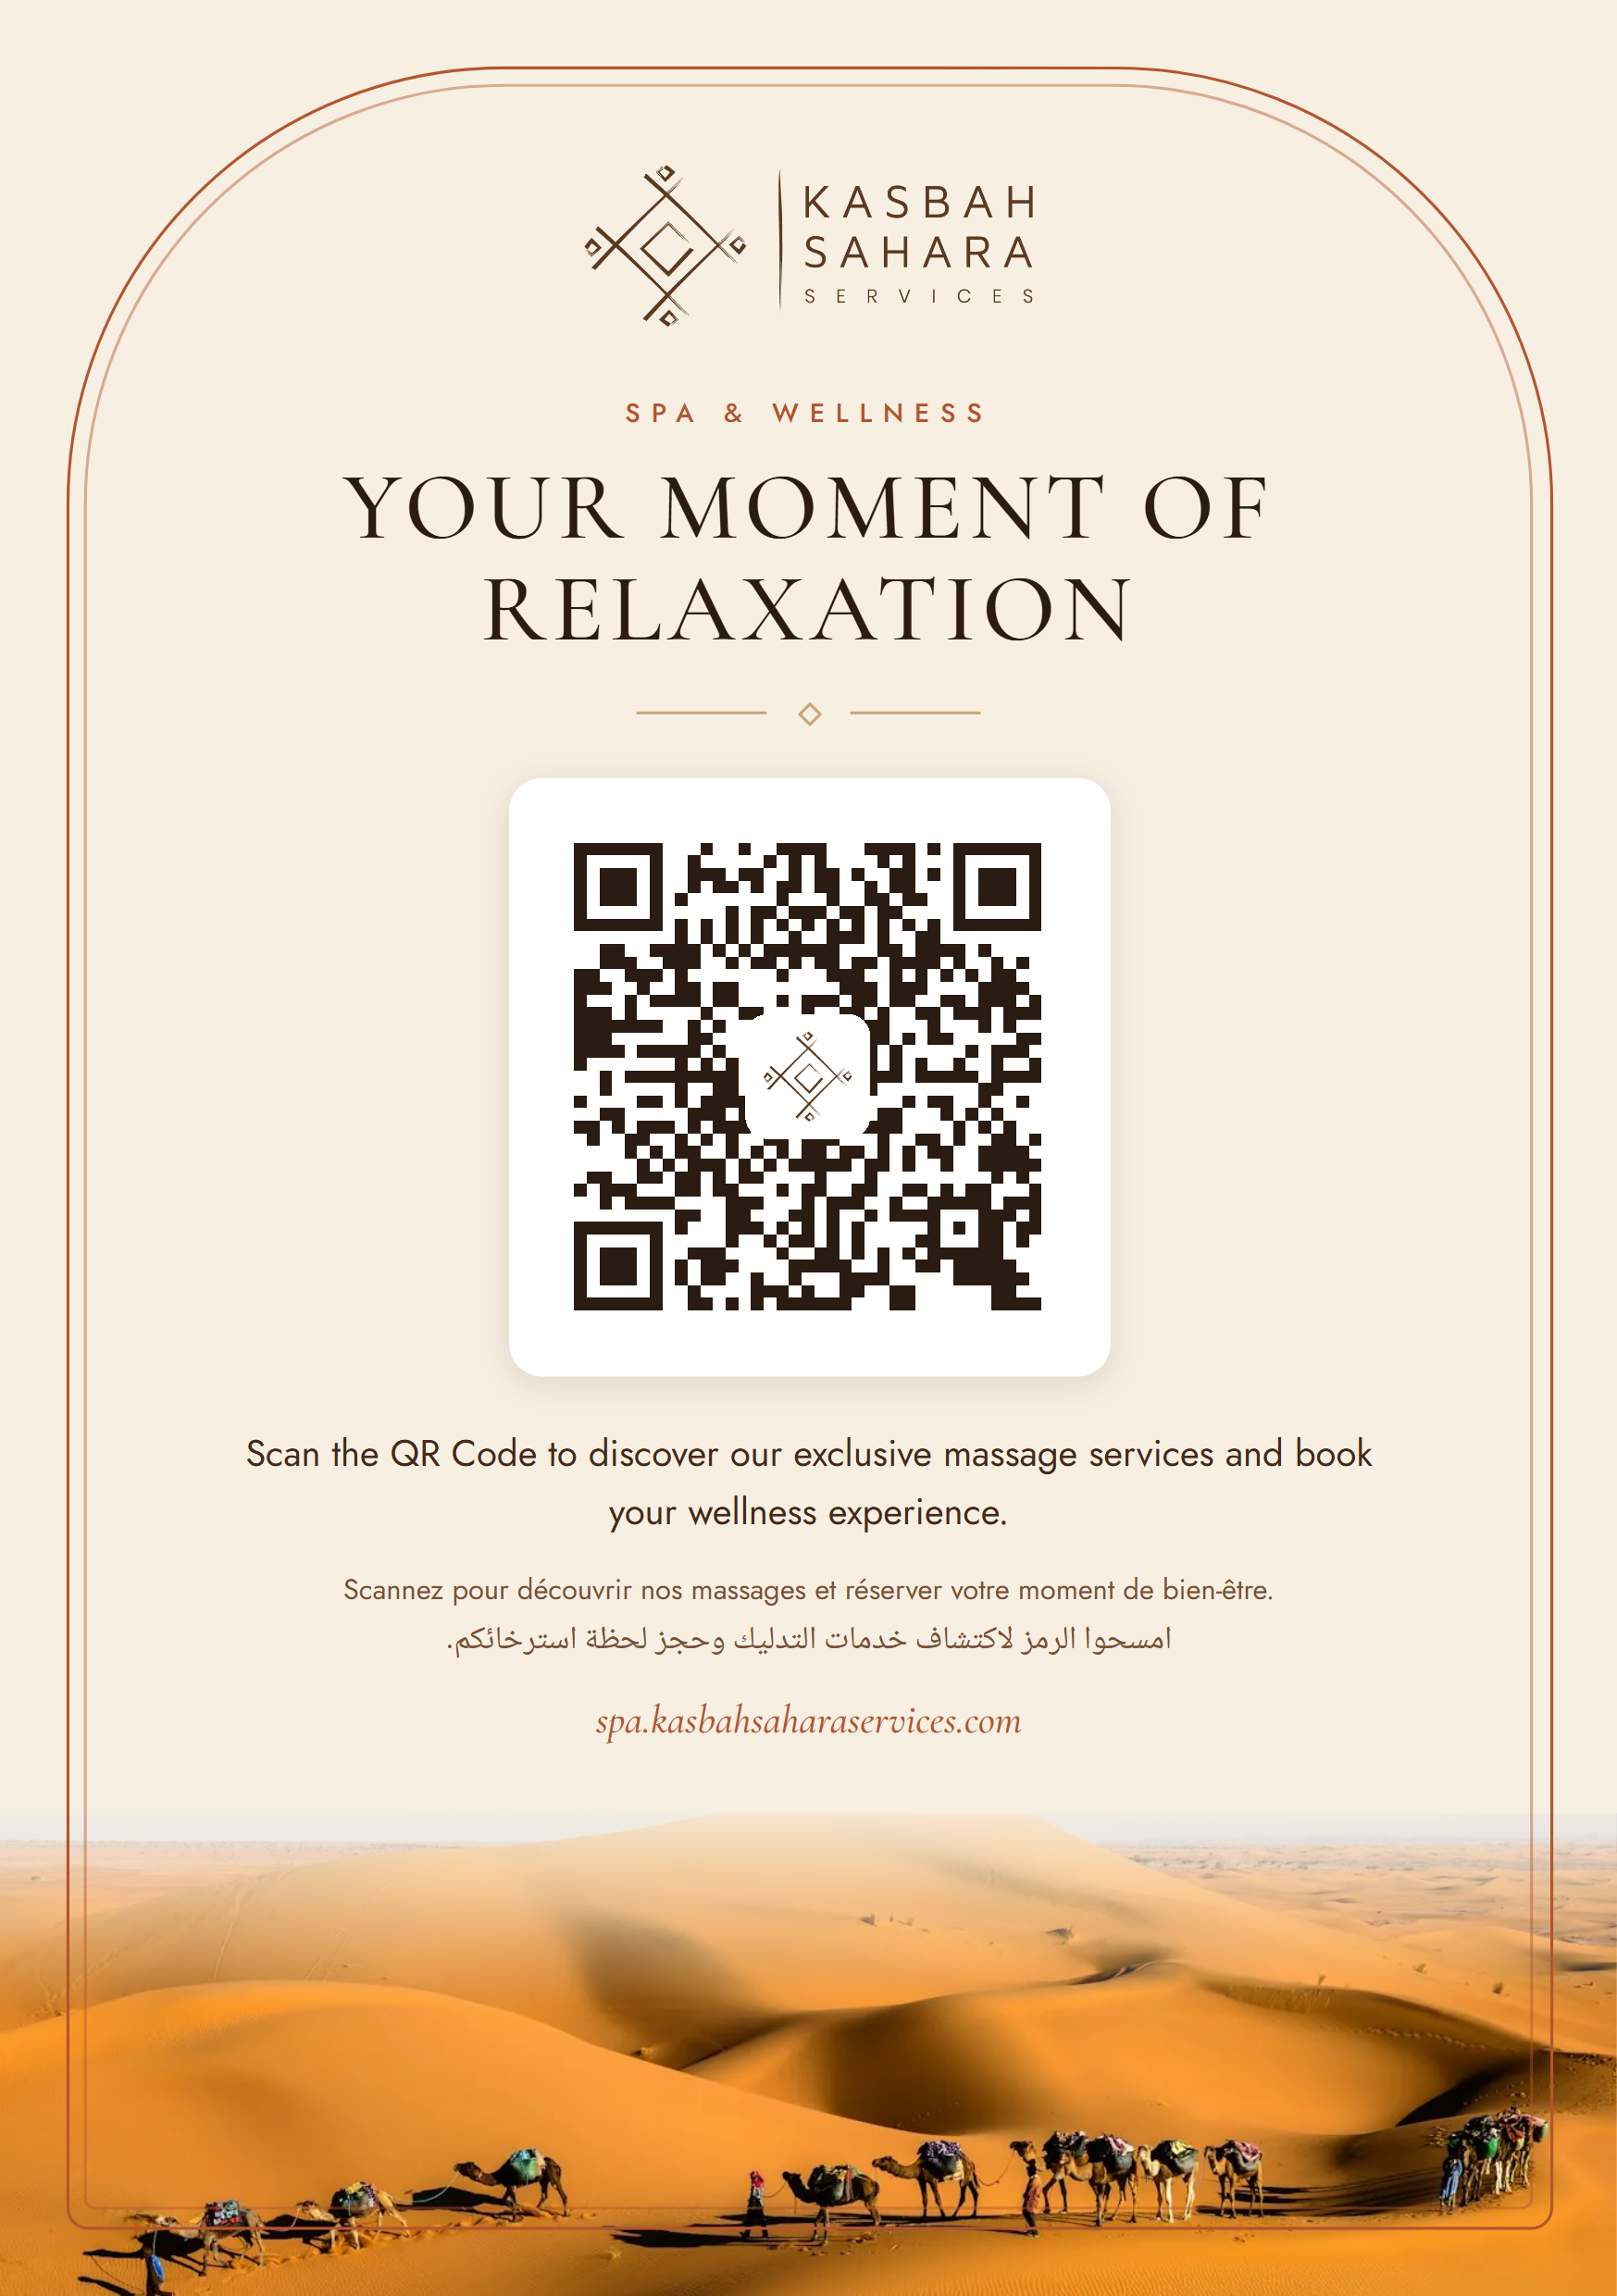 KASBAH
SAHARA
SERVICES
SPA & WELLNESS
YOUR MOMENT OF
RELAXATION
Scan the QR Code to discover our exclusive massage services and book
your wellness experience.
Scannez pour découvrir nos massages et réserver votre moment de bien-être.
امسحوا الرمز لاكتشاف خدمات التدليك وحجز لحظة استرخائكم.
spa.kasbahsaharaservices.com